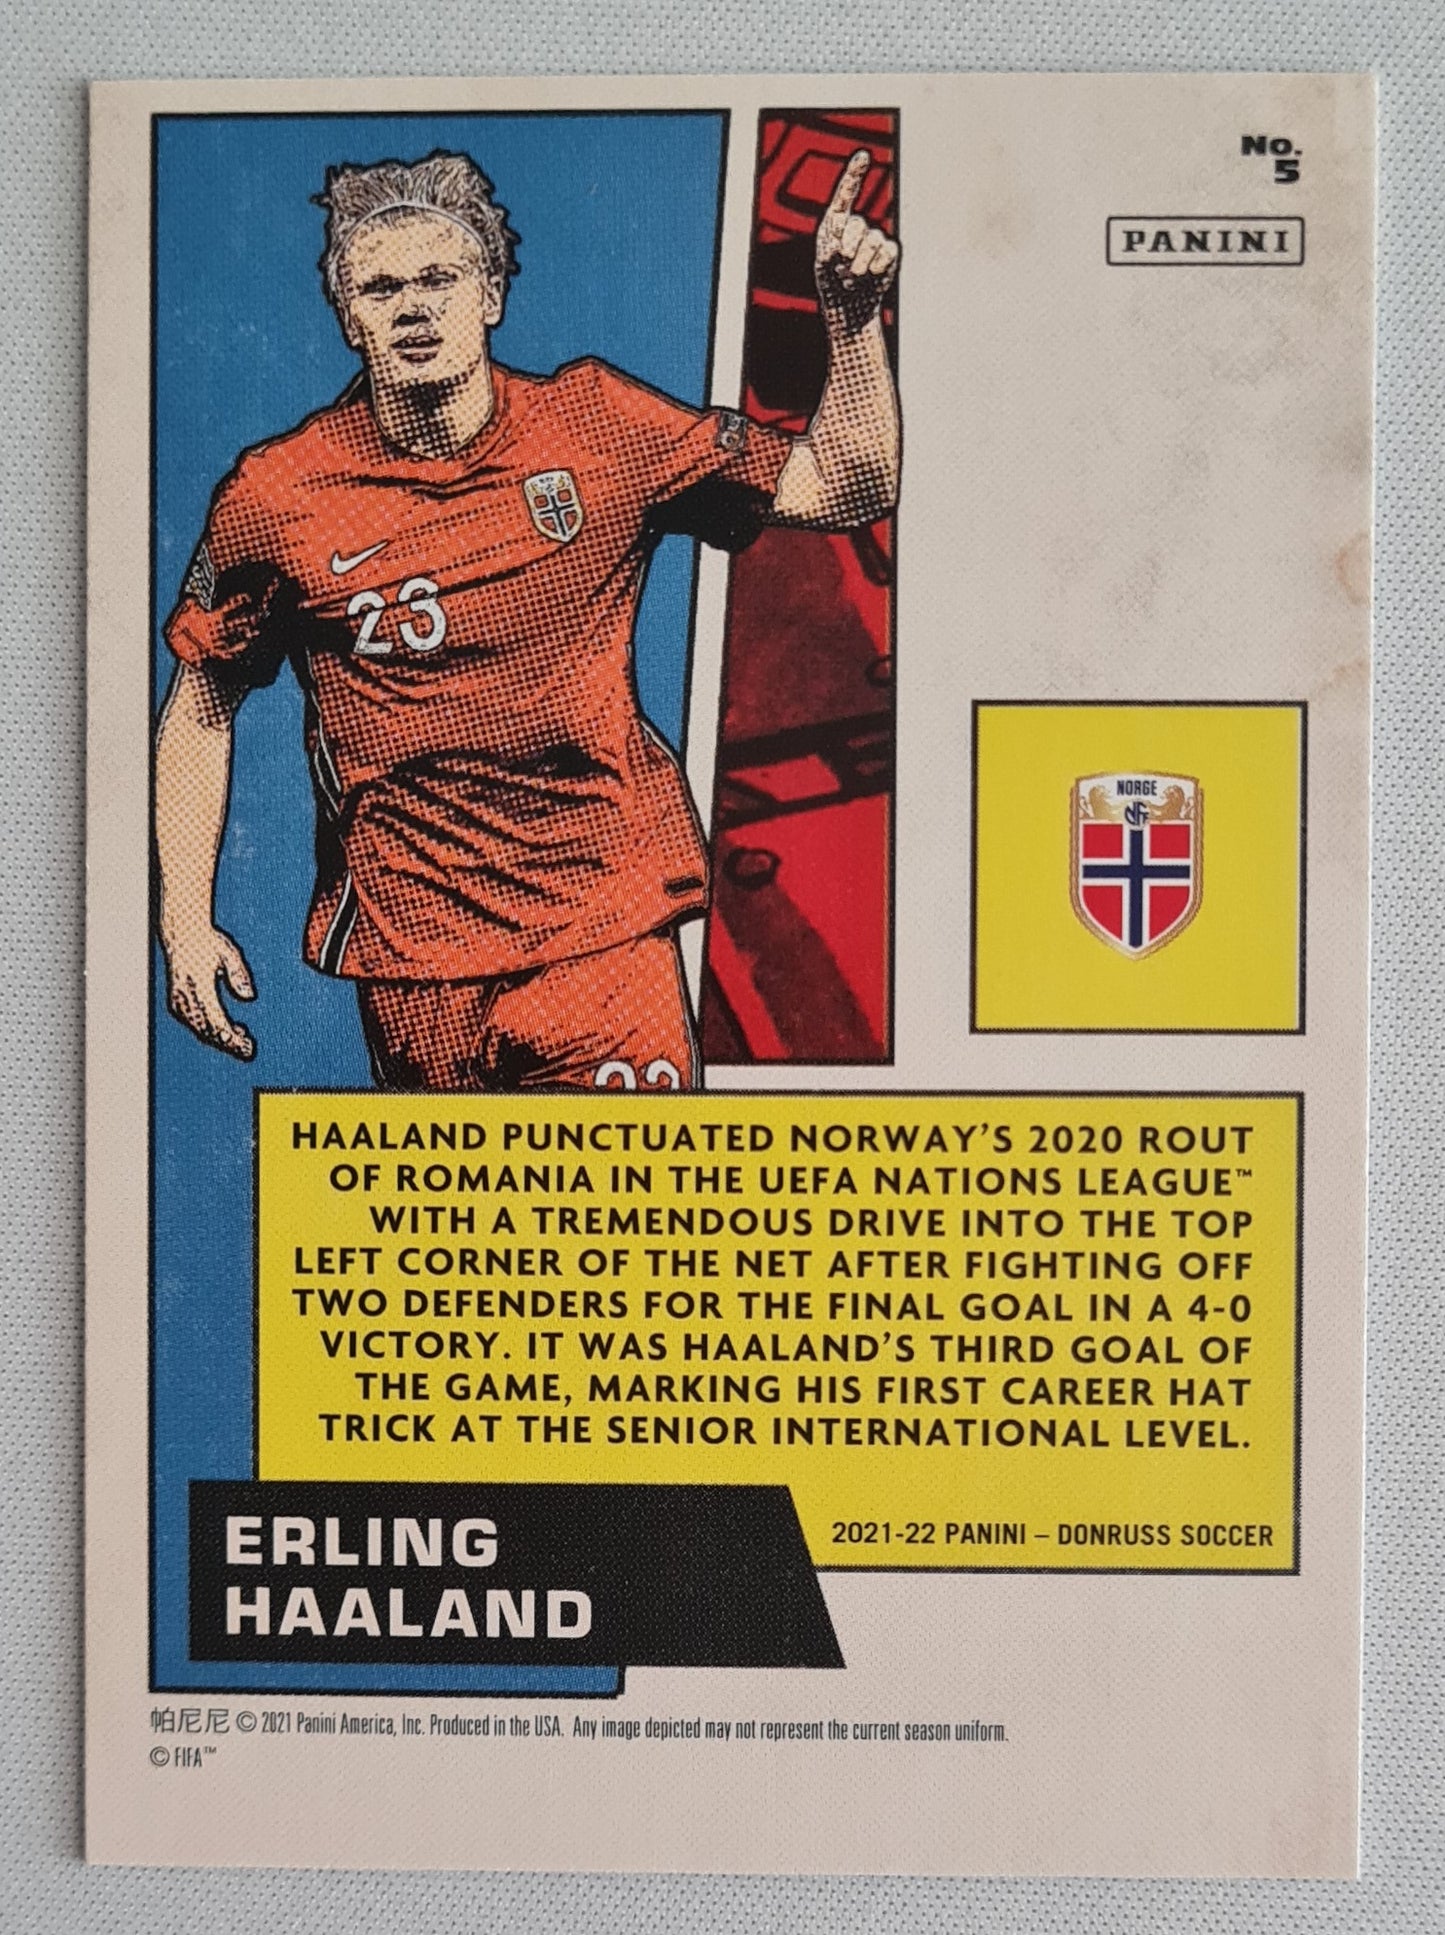 No.
5
PANINI
23
NORGE
NFF
23
HAALAND PUNCTUATED NORWAY'S 2020 ROUT
OF ROMANIA IN THE UEFA NATIONS LEAGUE™
WITH A TREMENDOUS DRIVE INTO THE TOP
LEFT CORNER OF THE NET AFTER FIGHTING OFF
TWO DEFENDERS FOR THE FINAL GOAL IN A 4-0
VICTORY. IT WAS HAALAND'S THIRD GOAL OF
THE GAME, MARKING HIS FIRST CAREER HAT
TRICK AT THE SENIOR INTERNATIONAL LEVEL.
2021-22 PANINI – DONRUSS SOCCER
ERLING
HAALAND
帕尼尼 © 2021 Panini America, Inc. Produced in the USA. Any image depicted may not represent the current season uniform.
© FIFA™